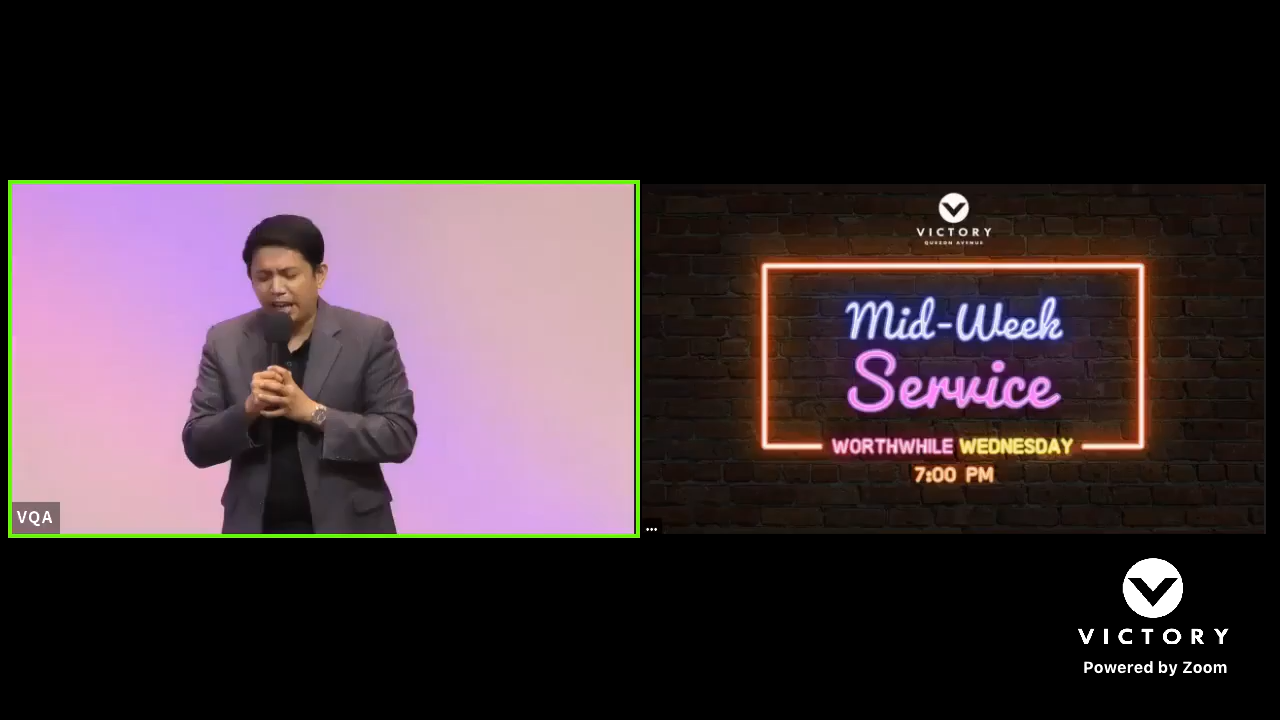 VQA
VICTORY
QUEZON AVENUE
Mid-Week
Service
WORTHWHILE WEDNESDAY
7:00 PM
...
VICTORY
Powered by Zoom